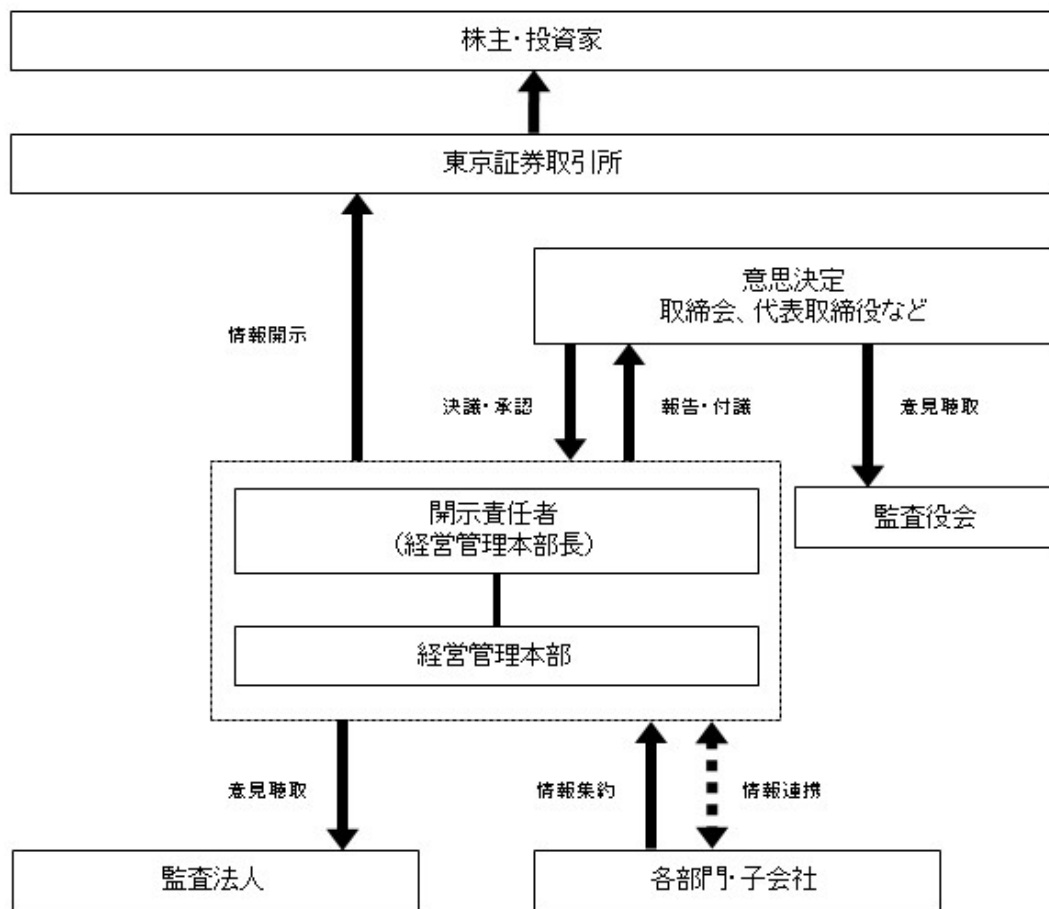 株主・投資家
東京証券取引所
意思決定
取締会、代表取締役など
情報開示
決議・承認
報告・付議
意見聴取
開示責任者
(経営管理本部長)
監査役会
経営管理本部
意見聴取
情報集約
情報連携
監査法人
各部門・子会社